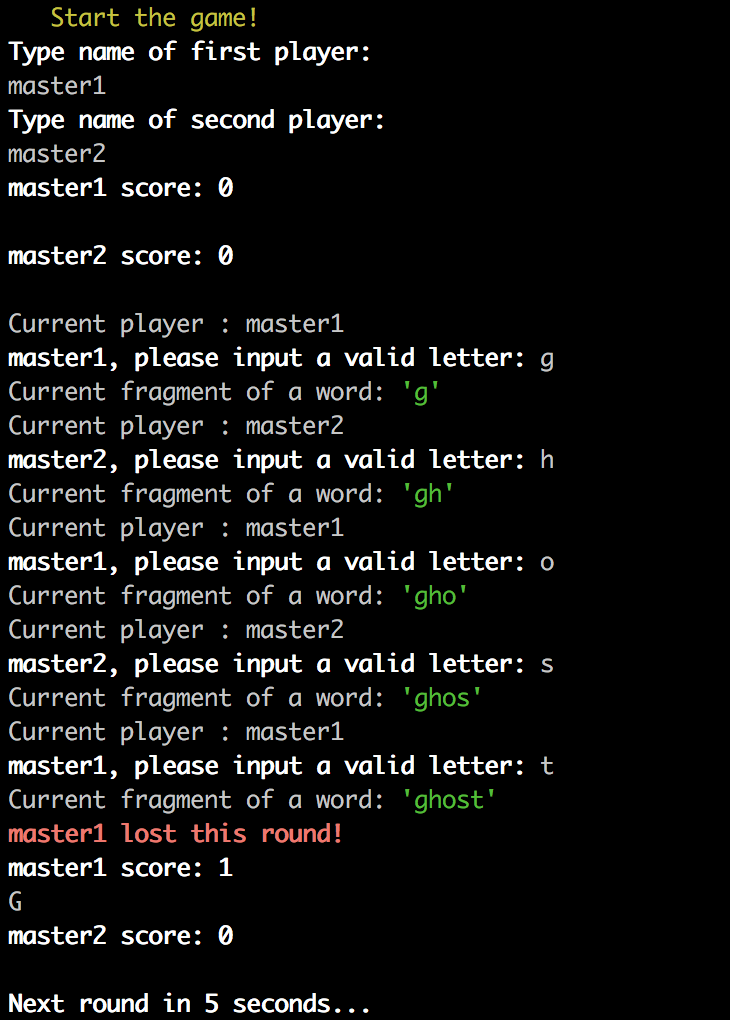 Start the game!
Type name of first player:
master1
Type name of second player:
master2
master1 score: 0
master2 score: 0
Current player : master1
master1, please input a valid letter: g
Current fragment of a word: 'g'
Current player : master2
master2, please input a valid letter: h
Current fragment of a word: 'gh'
Current player : master1
master1, please input a valid letter: o
Current fragment of a word: 'gho'
Current player : master2
master2, please input a valid letter: s
Current fragment of a word: 'ghos'
Current player : master1
master1, please input a valid letter: t
Current fragment of a word: 'ghost'
master1 lost this round!
master1 score: 1
G
master2 score: 0
Next round in 5 seconds...